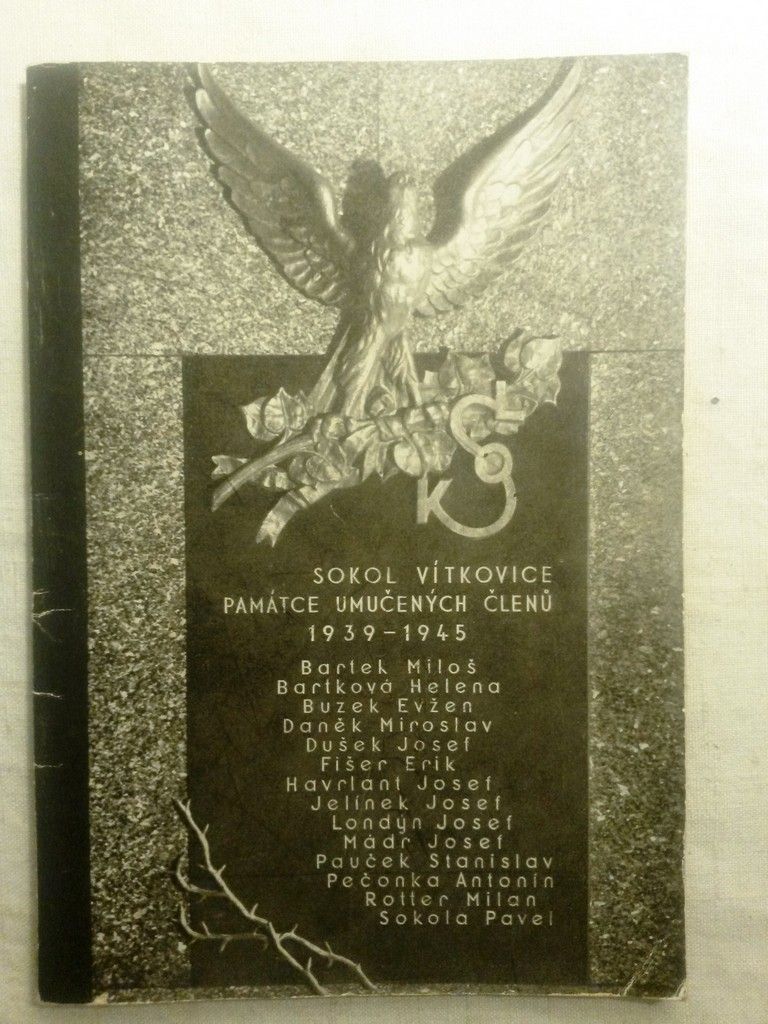 SOKOL
SOKOL VÍTKOVICE
PAMÁTCE UMUČENÝCH ČLENŮ
1939-1945
Bartek Miloš
Bartková Helena
Buzek Evžen
Daněk Miroslav
Dušek Josef
Fišer Erik
Havrlant Josef
Jelínek Josef
Londýn Josef
Mádr Josef
Pauček Stanislav
Pečonka Antonín
Rotter Milan
Sokola Pavel